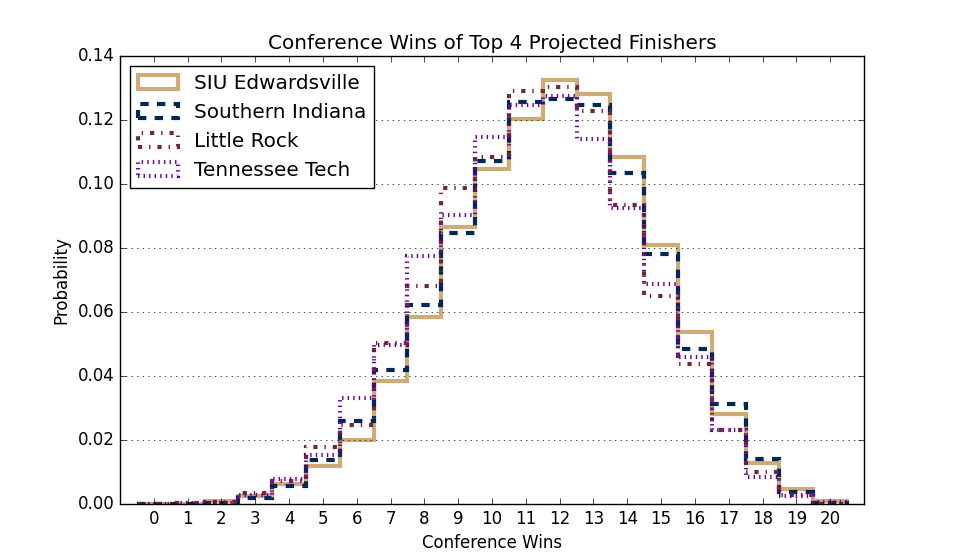 Conference Wins of Top 4 Projected Finishers
SIU Edwardsville
Southern Indiana
Little Rock
Tennessee Tech
0.14
0.12
0.10
0.08
0.06
0.04
0.02
0.00
Probability
0 1 2 3 4 5 6 7 8 9 10 11 12 13 14 15 16 17 18 19 20
Conference Wins